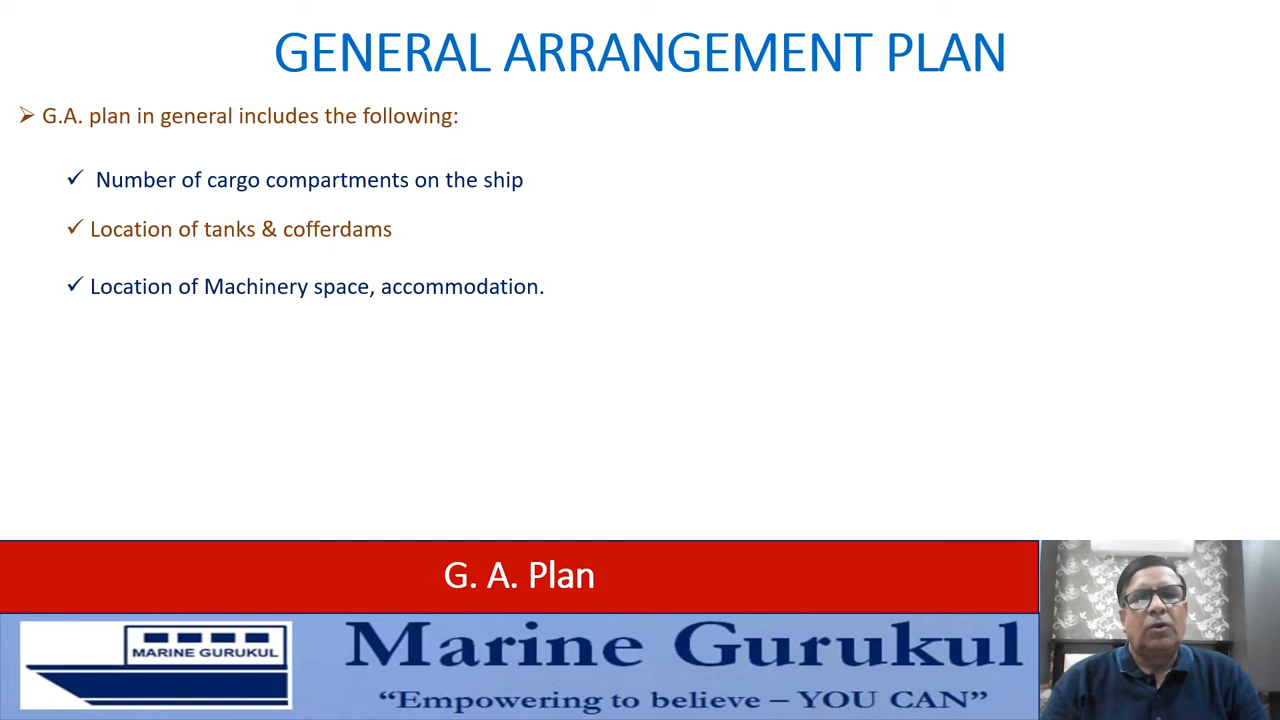 GENERAL ARRANGEMENT PLAN
➢ G.A. plan in general includes the following:
✓ Number of cargo compartments on the ship
✓ Location of tanks & cofferdams
✓ Location of Machinery space, accommodation.
G. A. Plan
MARINE GURUKUL
Marine Gurukul
“Empowering to believe – YOU CAN”